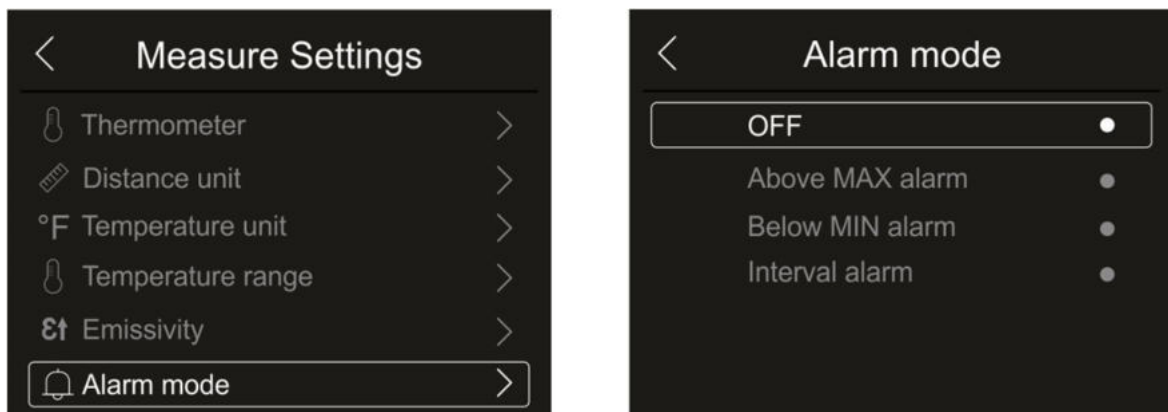 Measure Settings
Thermometer
Distance unit
°F Temperature unit
Temperature range
Ɛ↑ Emissivity
Alarm mode
Alarm mode
OFF
Above MAX alarm
Below MIN alarm
Interval alarm